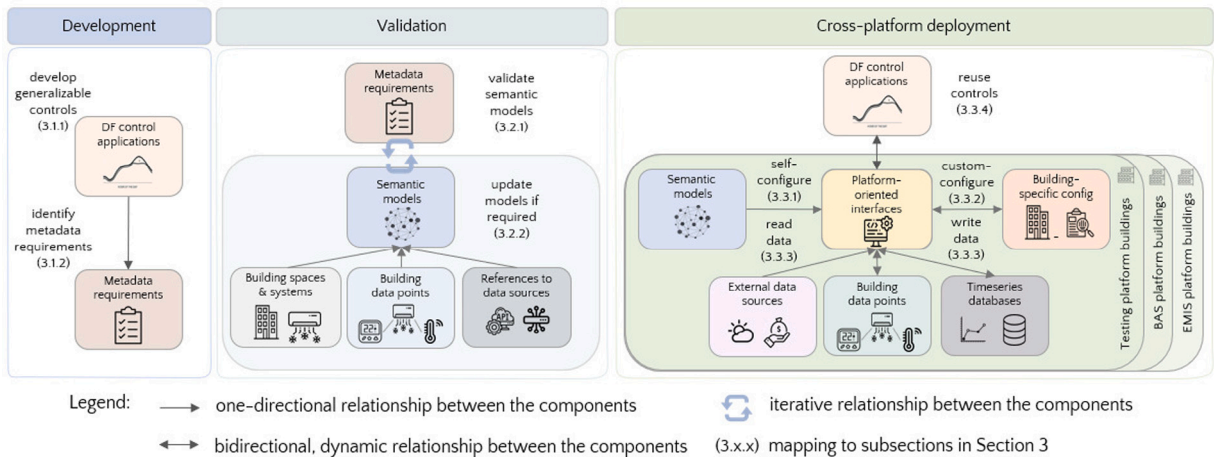 Development
develop
generalizable
controls
(3.1.1)
DF control
applications
identify
metadata
requirements
(3.1.2)
Metadata
requirements
Validation
Metadata
requirements
validate
semantic
models
(3.2.1)
Semantic
models
update
models if
required
(3.2.2)
Building spaces
& systems
Building
data points
22+
References to
data sources
API
Cross-platform deployment
DF control
applications
reuse
controls
(3.3.4)
Semantic
models
self-
configure
(3.3.1)
read
data
(3.3.3)
Platform-
oriented
interfaces
custom-
configure
(3.3.2)
write
data
(3.3.3)
Building-
specific config
External data
sources
$
Building
data points
22+
Timeseries
databases
Testing platform buildings
BAS platform buildings
EMIS platform buildings
Legend:
one-directional relationship between the components
iterative relationship between the components
bidirectional, dynamic relationship between the components
(3.x.x) mapping to subsections in Section 3